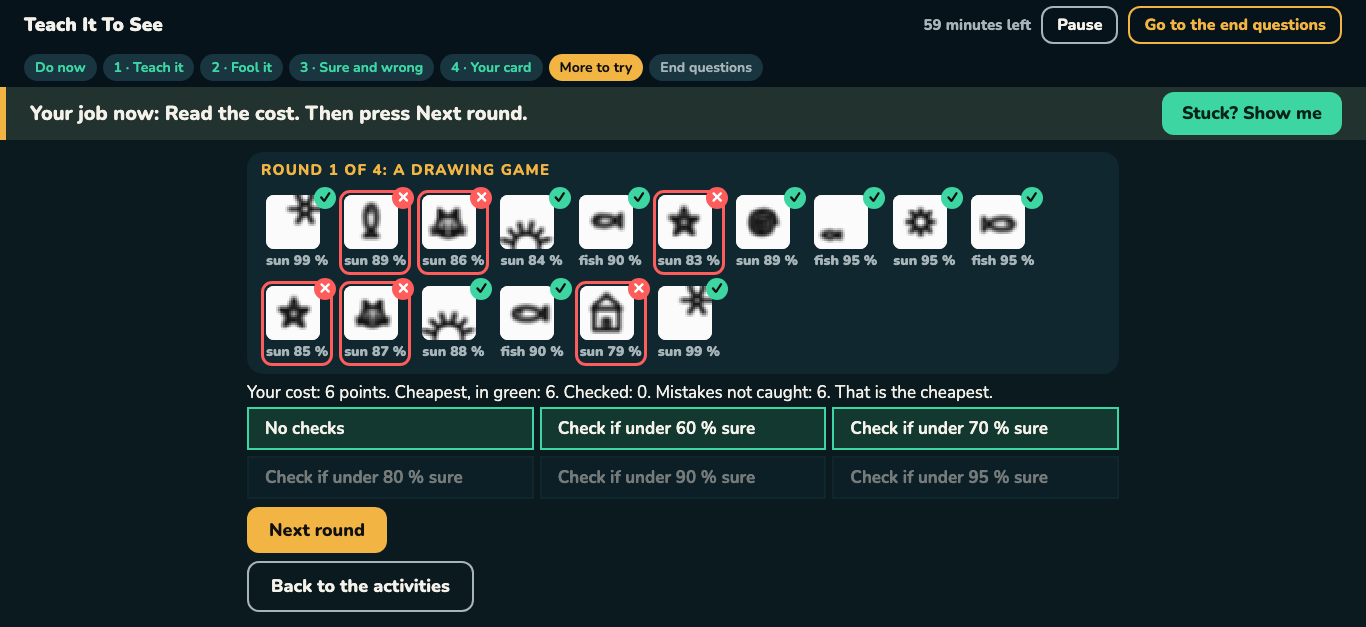 Teach It To See
59 minutes left
Pause
Go to the end questions
Do now
1 · Teach it
2 · Fool it
3 · Sure and wrong
4 · Your card
More to try
End questions
Your job now: Read the cost. Then press Next round.
Stuck? Show me
ROUND 1 OF 4: A DRAWING GAME
sun 99 % sun 89 % sun 86 % sun 84 % fish 90 % sun 83 % sun 89 % fish 95 % sun 95 % fish 95 %
sun 85 % sun 87 % sun 88 % fish 90 % sun 79 % sun 99 %
Your cost: 6 points. Cheapest, in green: 6. Checked: 0. Mistakes not caught: 6. That is the cheapest.
No checks
Check if under 60 % sure
Check if under 70 % sure
Check if under 80 % sure
Check if under 90 % sure
Check if under 95 % sure
Next round
Back to the activities